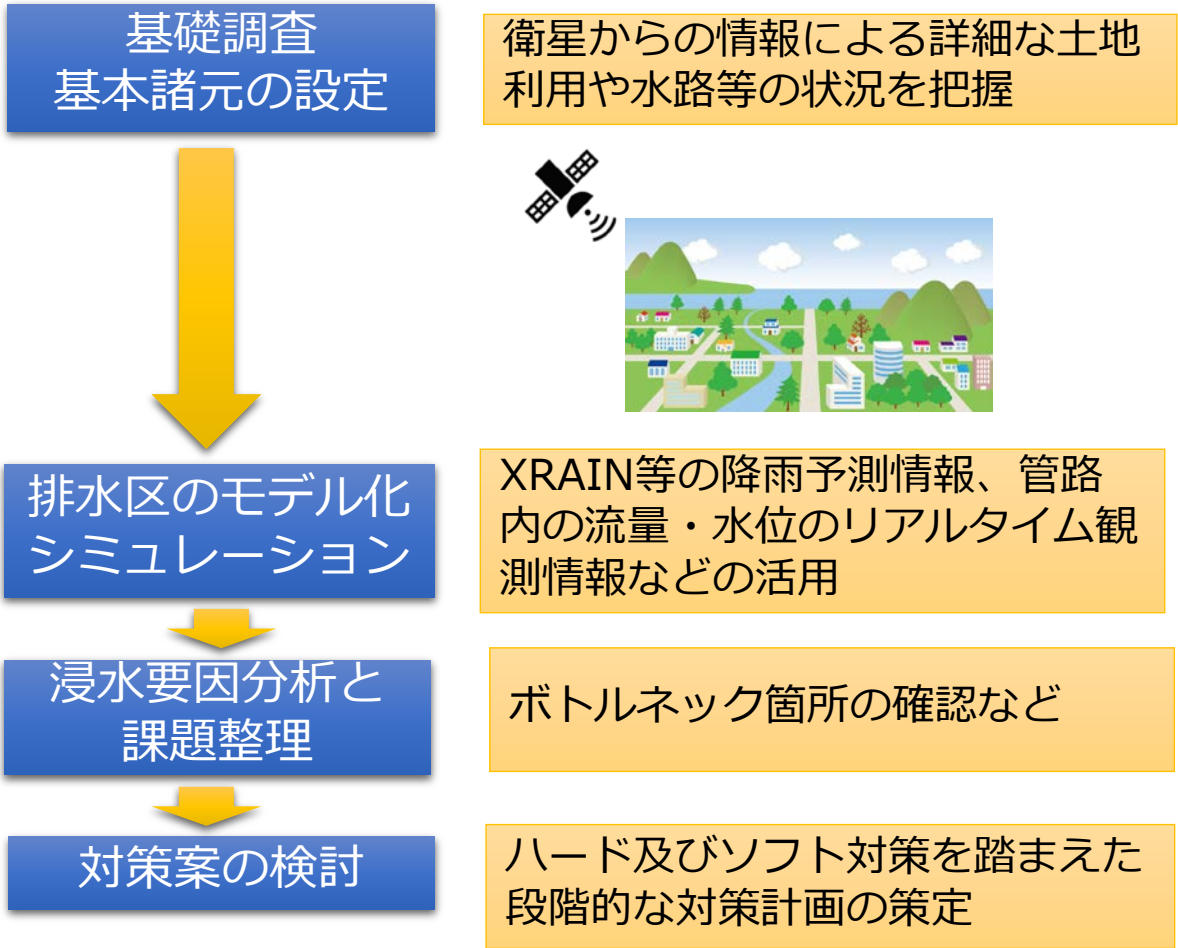 基礎調査
基本諸元の設定
衛星からの情報による詳細な土地
利用や水路等の状況を把握
排水区のモデル化
シミュレーション
XRAIN等の降雨予測情報、管路
内の流量・水位のリアルタイム観
測情報などの活用
浸水要因分析と
課題整理
ボトルネック箇所の確認など
対策案の検討
ハード及びソフト対策を踏まえた
段階的な対策計画の策定